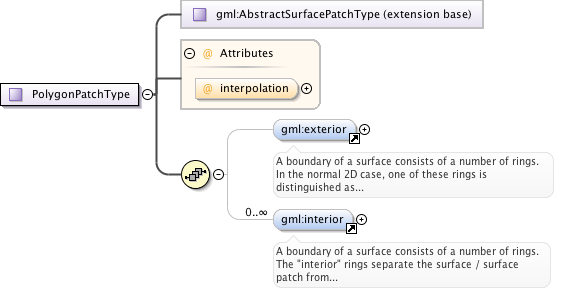 gml:AbstractSurfacePatchType (extension base)
@ Attributes
PolygonPatchType
@ interpolation
gml:exterior
A boundary of a surface consists of a number of rings.
In the normal 2D case, one of these rings is
distinguished as...
0..∞
gml:interior
A boundary of a surface consists of a number of rings.
The "interior" rings separate the surface / surface
patch from...